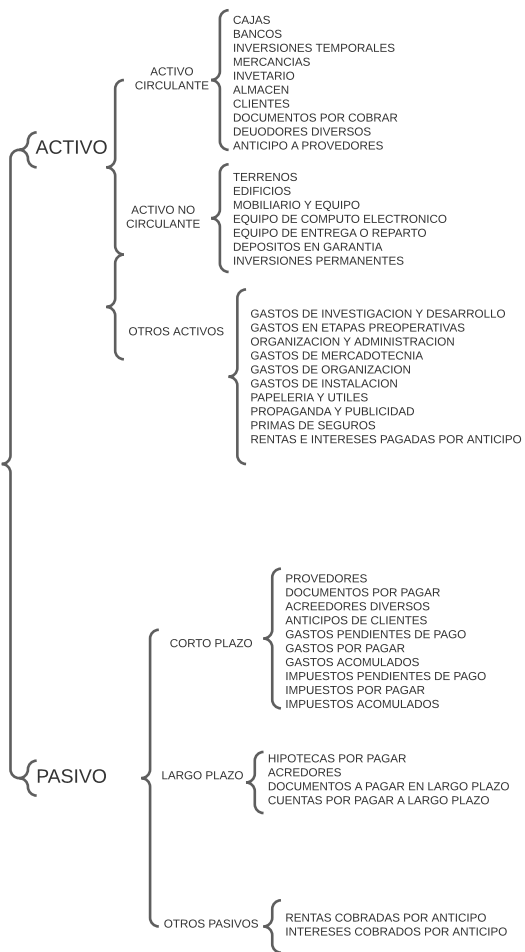 ACTIVO
ACTIVO
CIRCULANTE
CAJAS
BANCOS
INVERSIONES TEMPORALES
MERCANCIAS
INVETARIO
ALMACEN
CLIENTES
DOCUMENTOS POR COBRAR
DEUODORES DIVERSOS
ANTICIPO A PROVEDORES
ACTIVO NO
CIRCULANTE
TERRENOS
EDIFICIOS
MOBILIARIO Y EQUIPO
EQUIPO DE COMPUTO ELECTRONICO
EQUIPO DE ENTREGA O REPARTO
DEPOSITOS EN GARANTIA
INVERSIONES PERMANENTES
OTROS ACTIVOS
GASTOS DE INVESTIGACION Y DESARROLLO
GASTOS EN ETAPAS PREOPERATIVAS
ORGANIZACION Y ADMINISTRACION
GASTOS DE MERCADOTECNIA
GASTOS DE ORGANIZACION
GASTOS DE INSTALACION
PAPELERIA Y UTILES
PROPAGANDA Y PUBLICIDAD
PRIMAS DE SEGUROS
RENTAS E INTERESES PAGADAS POR ANTICIPO
PASIVO
CORTO PLAZO
PROVEDORES
DOCUMENTOS POR PAGAR
ACREEDORES DIVERSOS
ANTICIPOS DE CLIENTES
GASTOS PENDIENTES DE PAGO
GASTOS POR PAGAR
GASTOS ACOMULADOS
IMPUESTOS PENDIENTES DE PAGO
IMPUESTOS POR PAGAR
IMPUESTOS ACOMULADOS
LARGO PLAZO
HIPOTECAS POR PAGAR
ACREDORES
DOCUMENTOS A PAGAR EN LARGO PLAZO
CUENTAS POR PAGAR A LARGO PLAZO
OTROS PASIVOS
RENTAS COBRADAS POR ANTICIPO
INTERESES COBRADOS POR ANTICIPO